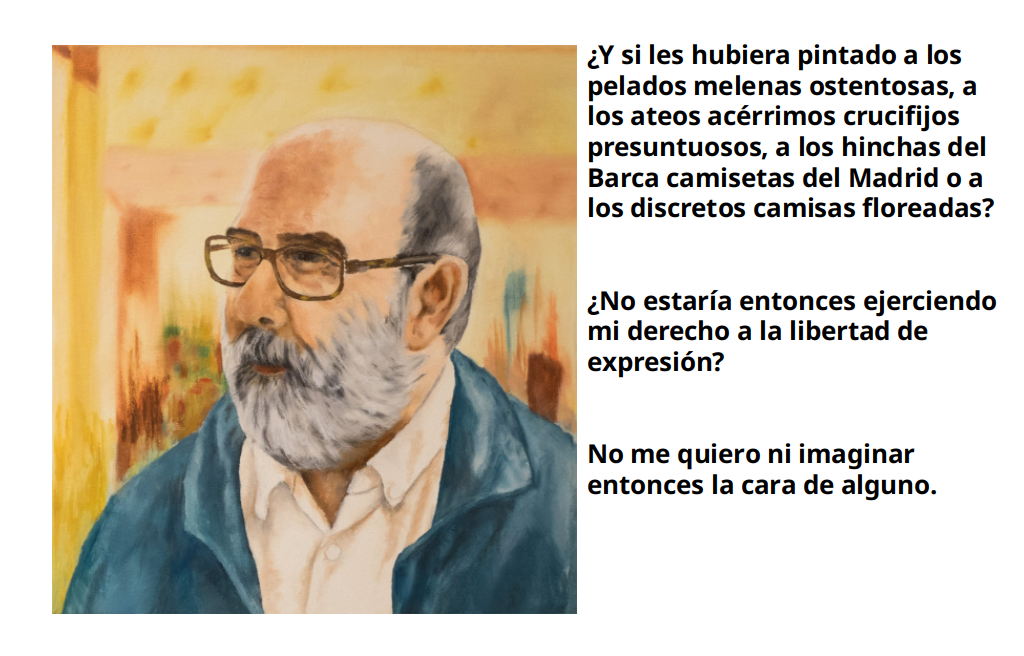 ¿Y si les hubiera pintado a los
pelados melenas ostentosas, a
los ateos acérrimos crucifijos
presuntuosos, a los hinchas del
Barca camisetas del Madrid o a
los discretos camisas floreadas?
¿No estaría entonces ejerciendo
mi derecho a la libertad de
expresión?
No me quiero ni imaginar
entonces la cara de alguno.